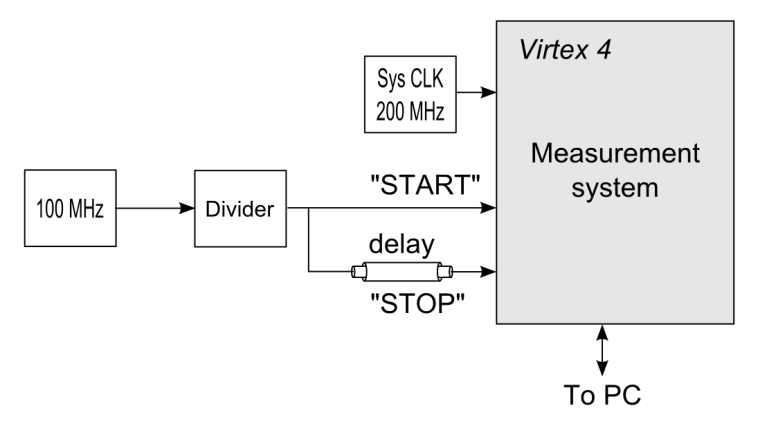 Virtex 4
Sys CLK
200 MHz
Measurement
system
100 MHz
Divider
"START"
delay
"STOP"
To PC